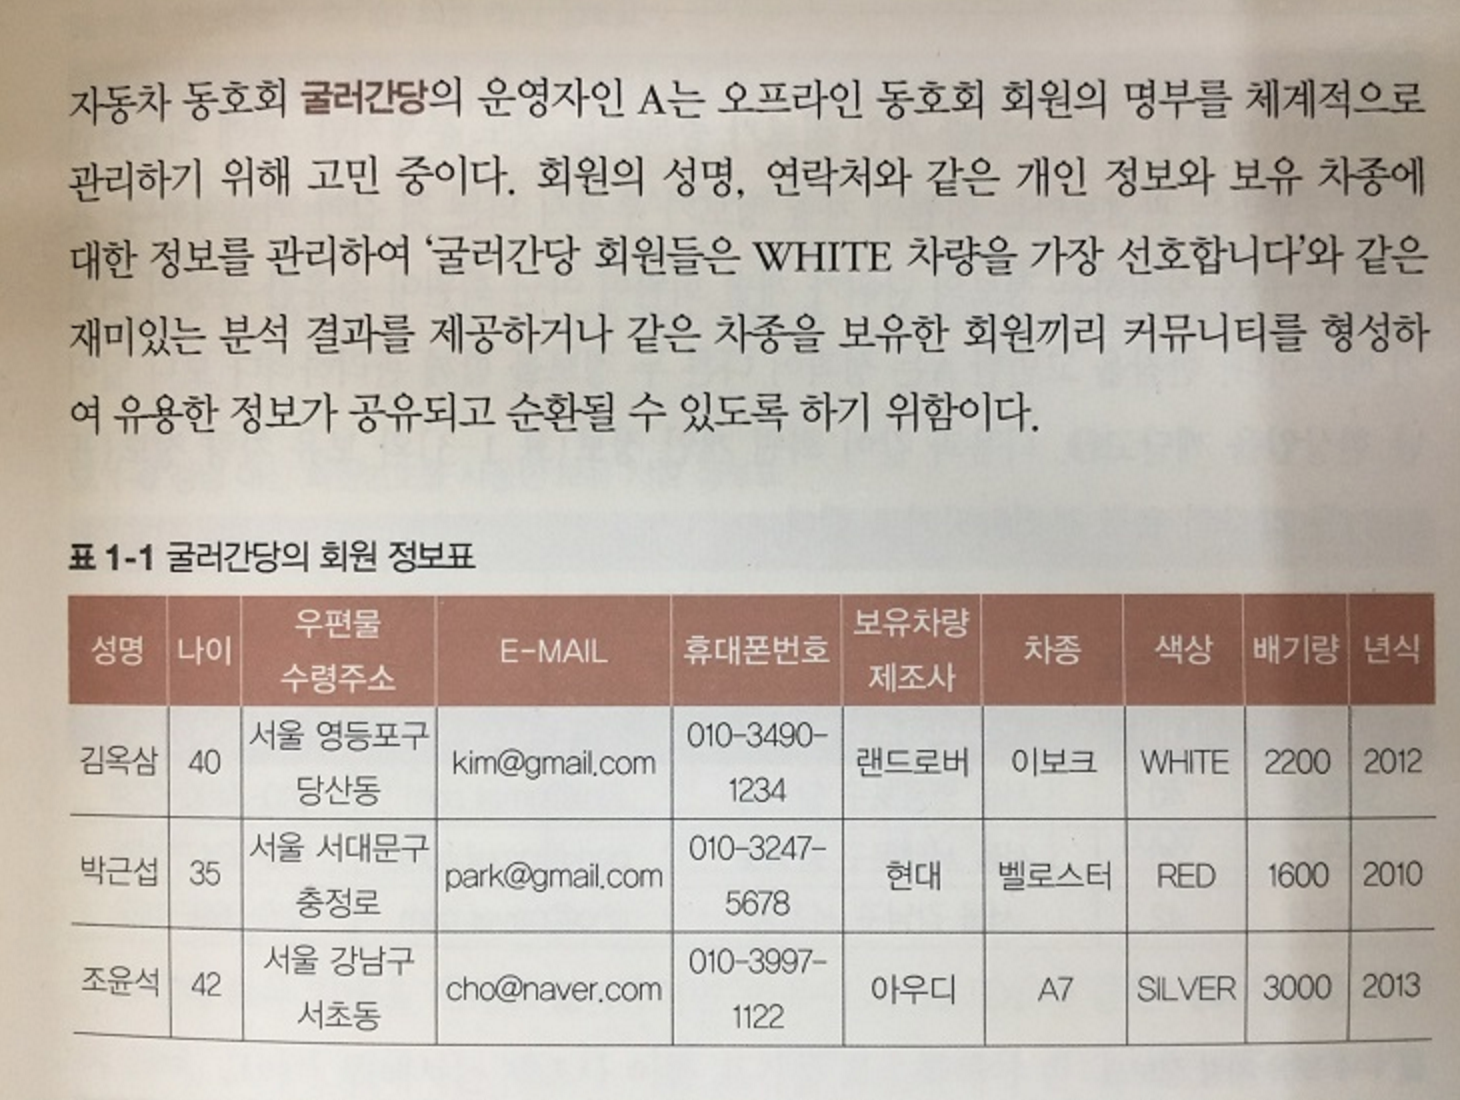 자동차 동호회 굴러간당의 운영자인 A는 오프라인 동호회 회원의 명부를 체계적으로
관리하기 위해 고민 중이다. 회원의 성명, 연락처와 같은 개인 정보와 보유 차종에
대한 정보를 관리하여 ‘굴러간당 회원들은 WHITE 차량을 가장 선호합니다’와 같은
재미있는 분석 결과를 제공하거나 같은 차종을 보유한 회원끼리 커뮤니티를 형성하
여 유용한 정보가 공유되고 순환될 수 있도록 하기 위함이다.
표 1-1 굴러간당의 회원 정보표
성명 나이 우편물 수령주소 E-MAIL 휴대폰번호 보유차량 제조사 차종 색상 배기량 년식
김옥삼 40 서울 영등포구 당산동 kim@gmail.com 010-3490-1234 랜드로버 이보크 WHITE 2200 2012
박근섭 35 서울 서대문구 충정로 park@gmail.com 010-3247-5678 현대 벨로스터 RED 1600 2010
조윤석 42 서울 강남구 서초동 cho@naver.com 010-3997-1122 아우디 A7 SILVER 3000 2013